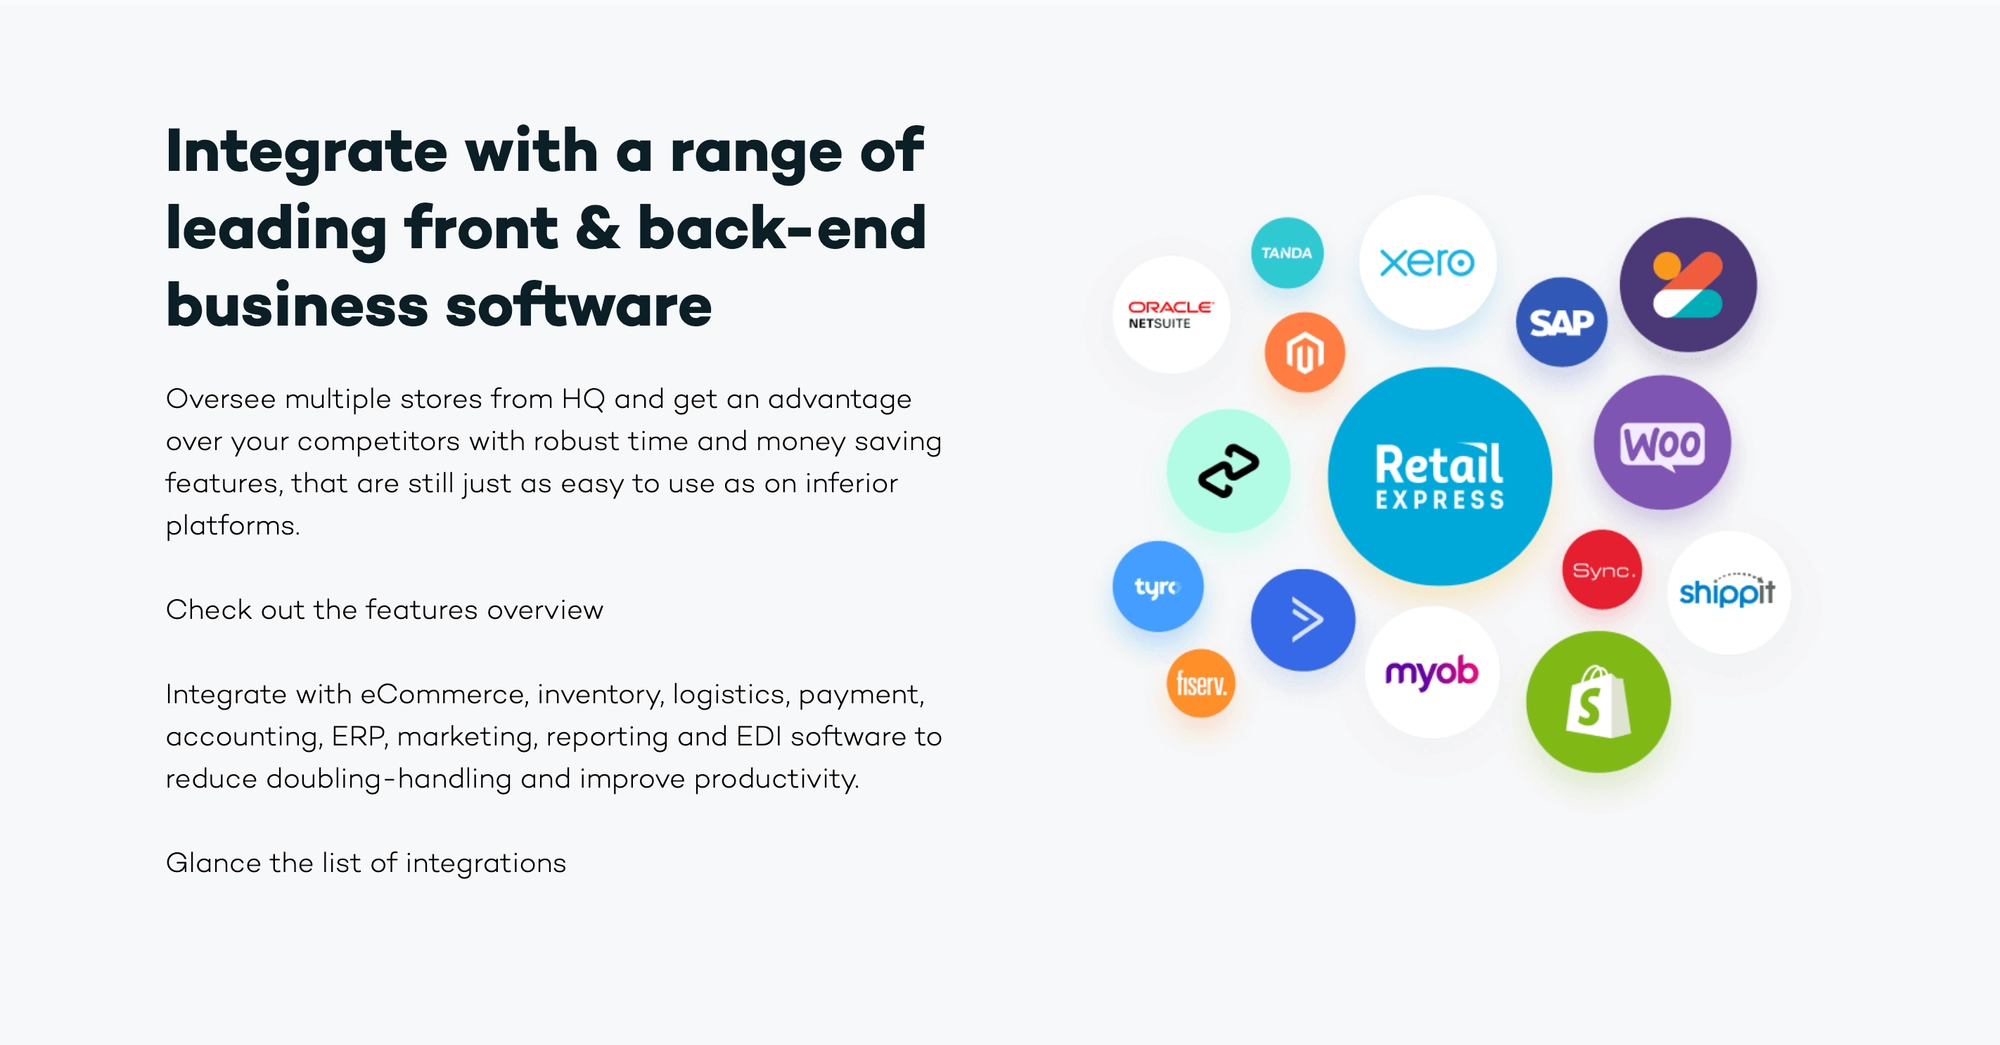 Integrate with a range of
leading front & back-end
business software
Oversee multiple stores from HQ and get an advantage
over your competitors with robust time and money saving
features, that are still just as easy to use as on inferior
platforms.
Check out the features overview
Integrate with eCommerce, inventory, logistics, payment,
accounting, ERP, marketing, reporting and EDI software to
reduce doubling-handling and improve productivity.
Glance the list of integrations
TANDA
xero
ORACLE
NETSUITE
SAP
Retail
EXPRESS
WOO
tyro
Sync.
shippit
fiserv.
myob
S